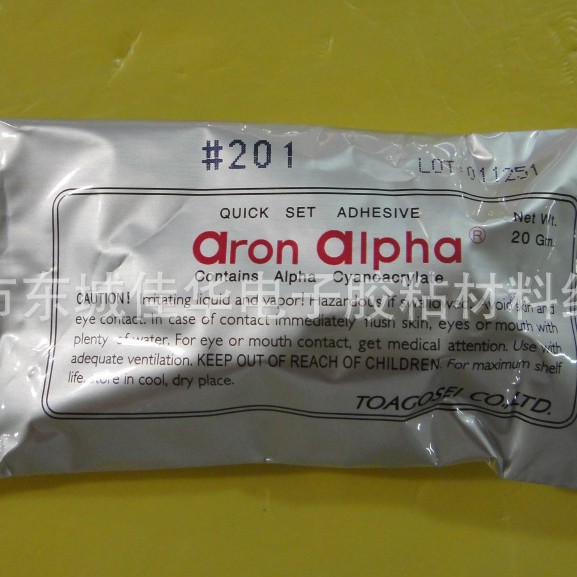 #201
LOT: 011251
QUICK SET ADHESIVE
Net Wt.
aron alpha®
20 Gm.
Contains Alpha Cyanoacrylate
市东城佳华电子胶粘材料经
CAUTION! Irritating liquid and vapor! Hazardous if swallowed. Avoid skin and
eye contact. In case of contact immediately flush skin, eyes or mouth with
plenty of water. For eye or mouth contact, get medical attention. Use with
adequate ventilation. KEEP OUT OF REACH OF CHILDREN. For maximum shelf
life store in cool, dry place.
TOAGOSEI CO., LTD.